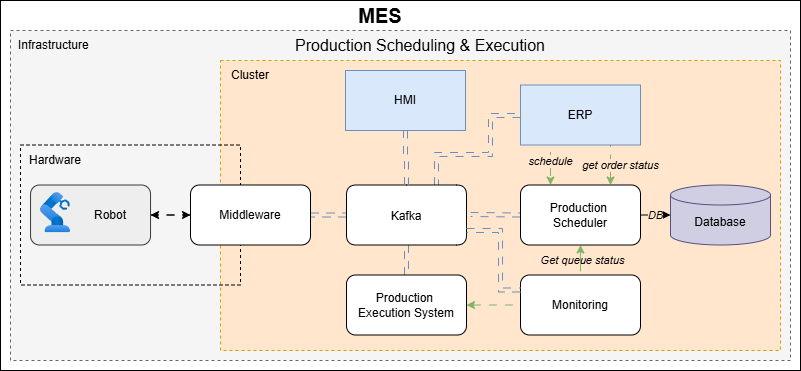 MES
Infrastructure
Production Scheduling & Execution
Cluster
HMI
ERP
schedule
get order status
Hardware
Robot
Middleware
Kafka
Production
Scheduler
DB
Database
Get queue status
Production
Execution System
Monitoring